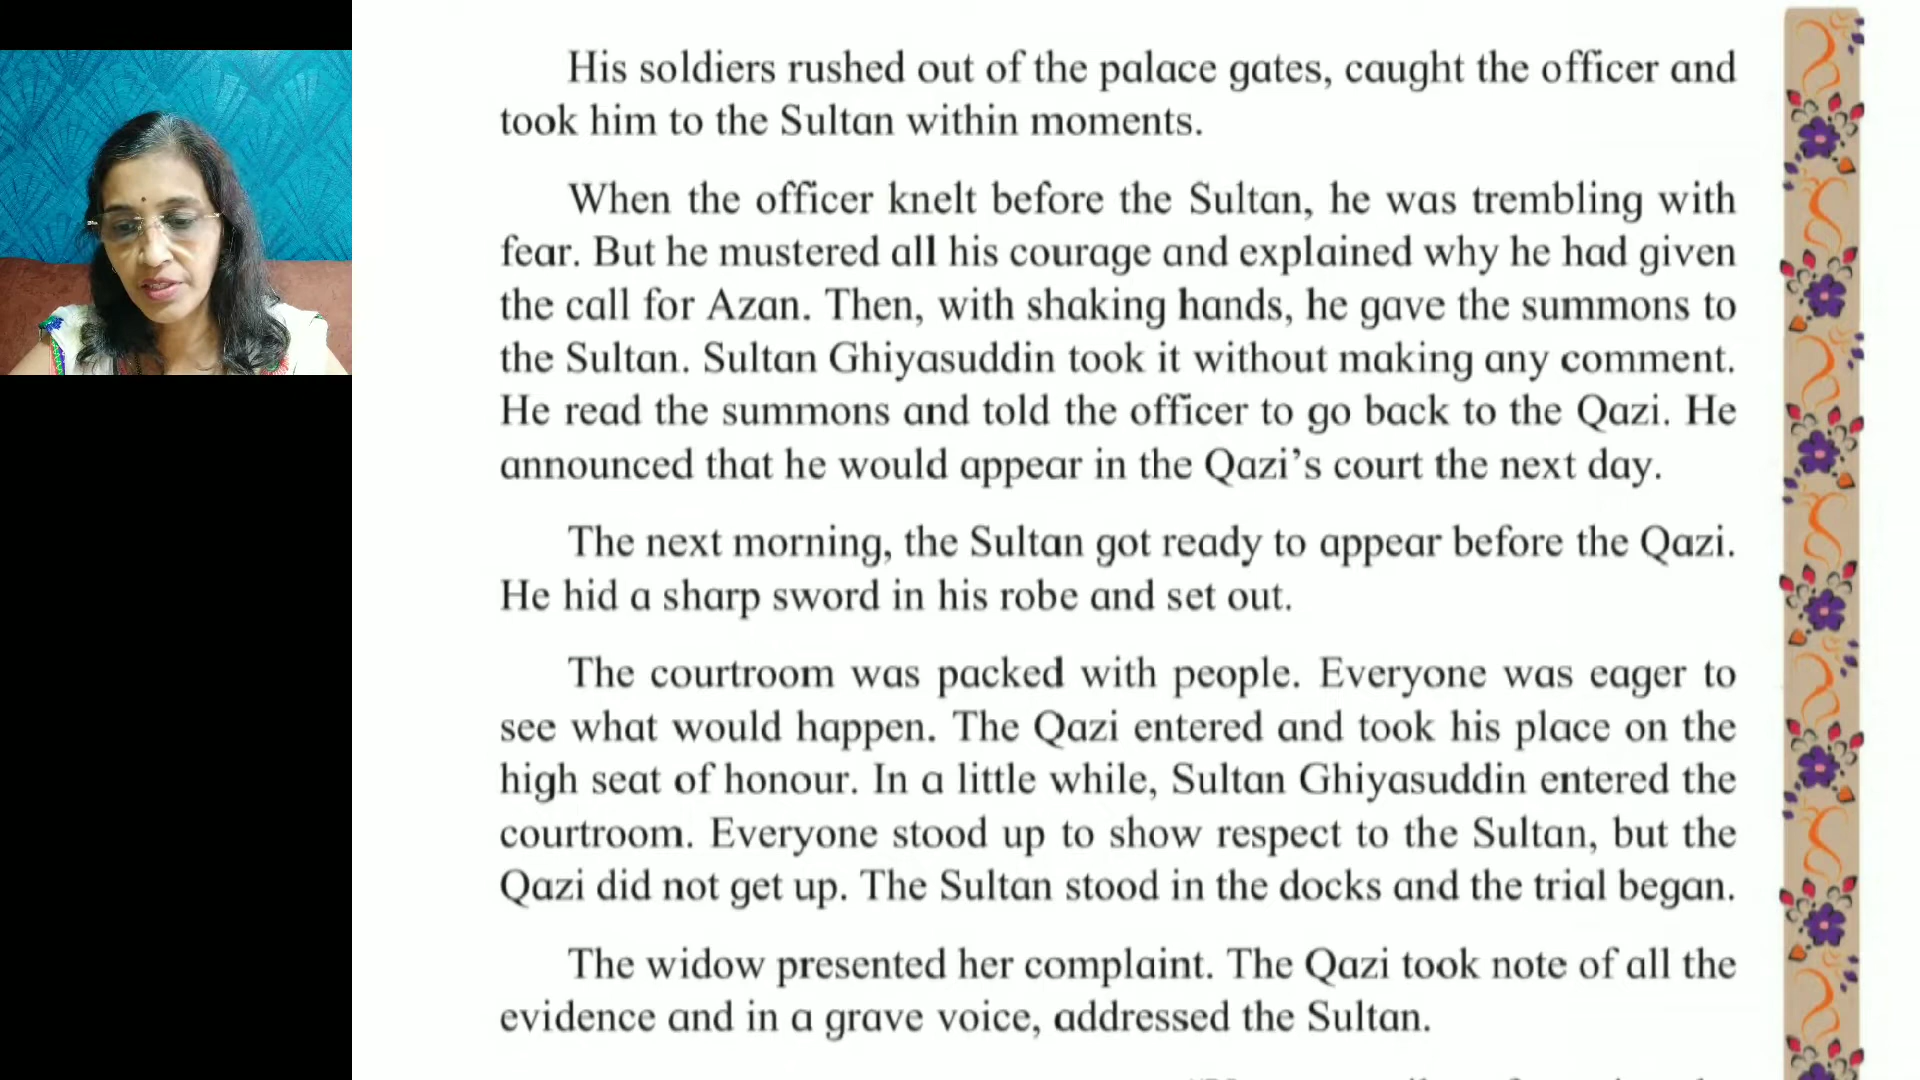 His soldiers rushed out of the palace gates, caught the officer and
took him to the Sultan within moments.
When the officer knelt before the Sultan, he was trembling with
fear. But he mustered all his courage and explained why he had given
the call for Azan. Then, with shaking hands, he gave the summons to
the Sultan. Sultan Ghiyasuddin took it without making any comment.
He read the summons and told the officer to go back to the Qazi. He
announced that he would appear in the Qazi’s court the next day.
The next morning, the Sultan got ready to appear before the Qazi.
He hid a sharp sword in his robe and set out.
The courtroom was packed with people. Everyone was eager to
see what would happen. The Qazi entered and took his place on the
high seat of honour. In a little while, Sultan Ghiyasuddin entered the
courtroom. Everyone stood up to show respect to the Sultan, but the
Qazi did not get up. The Sultan stood in the docks and the trial began.
The widow presented her complaint. The Qazi took note of all the
evidence and in a grave voice, addressed the Sultan.